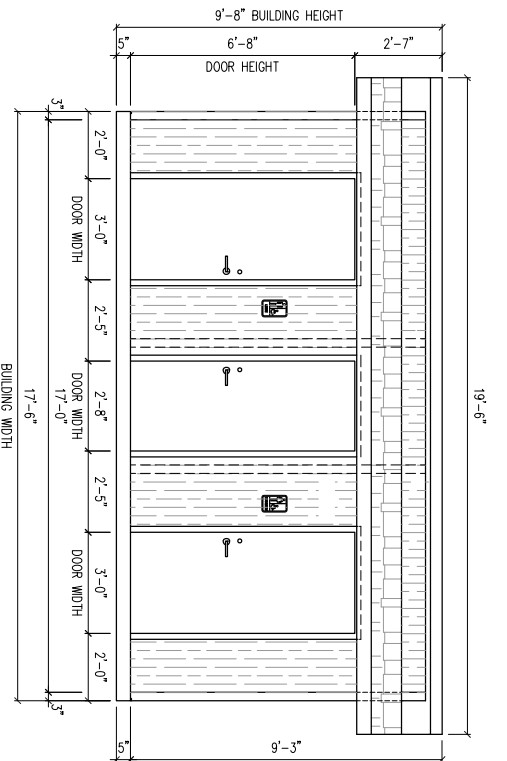 9'-8" BUILDING HEIGHT
5"
6'-8"
2'-7"
DOOR HEIGHT
3"
2'-0"
3'-0"
DOOR WIDTH
2'-5"
2'-8"
DOOR WIDTH
2'-5"
3'-0"
DOOR WIDTH
2'-0"
3"
17'-0"
17'-6"
BUILDING WIDTH
19'-6"
5"
9'-3"